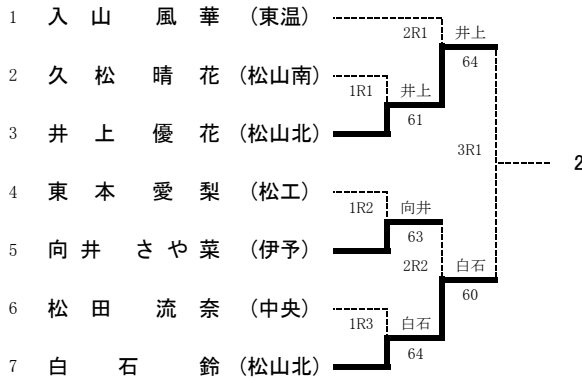 1 入山 風華 (東温)
2R1 井上
64
2 久松 晴花 (松山南)
1R1 井上
61
3 井上 優花 (松山北)
3R1
2
4 東本 愛梨 (松工)
1R2 向井
63
5 向井 さや菜 (伊予)
2R2 白石
60
6 松田 流奈 (中央)
1R3 白石
64
7 白石 鈴 (松山北)